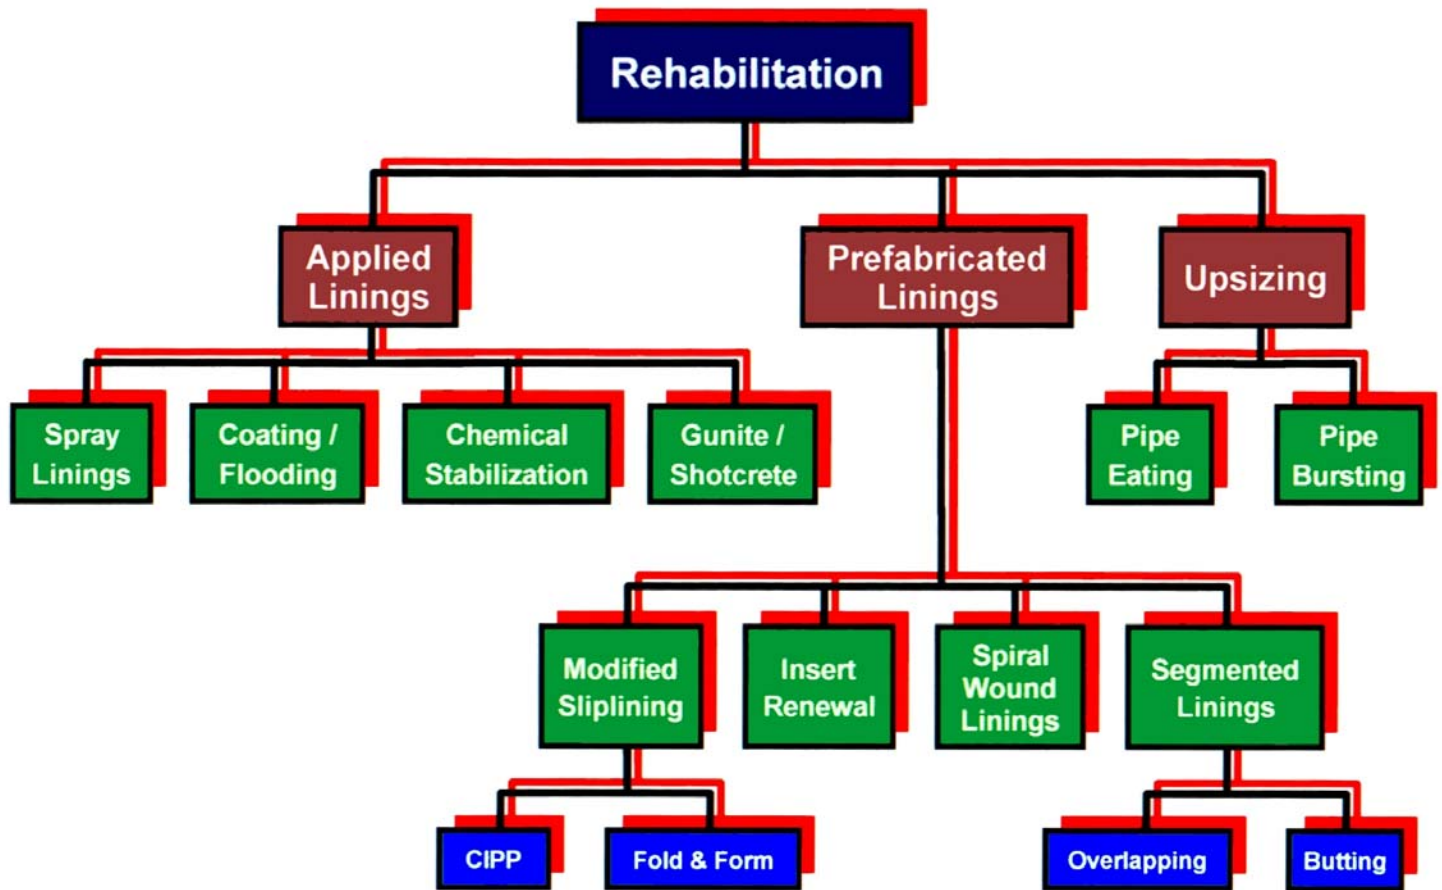 Rehabilitation
Applied
Linings
Prefabricated
Linings
Upsizing
Spray
Linings
Coating /
Flooding
Chemical
Stabilization
Gunite /
Shotcrete
Pipe
Eating
Pipe
Bursting
Modified
Sliplining
Insert
Renewal
Spiral
Wound
Linings
Segmented
Linings
CIPP
Fold & Form
Overlapping
Butting